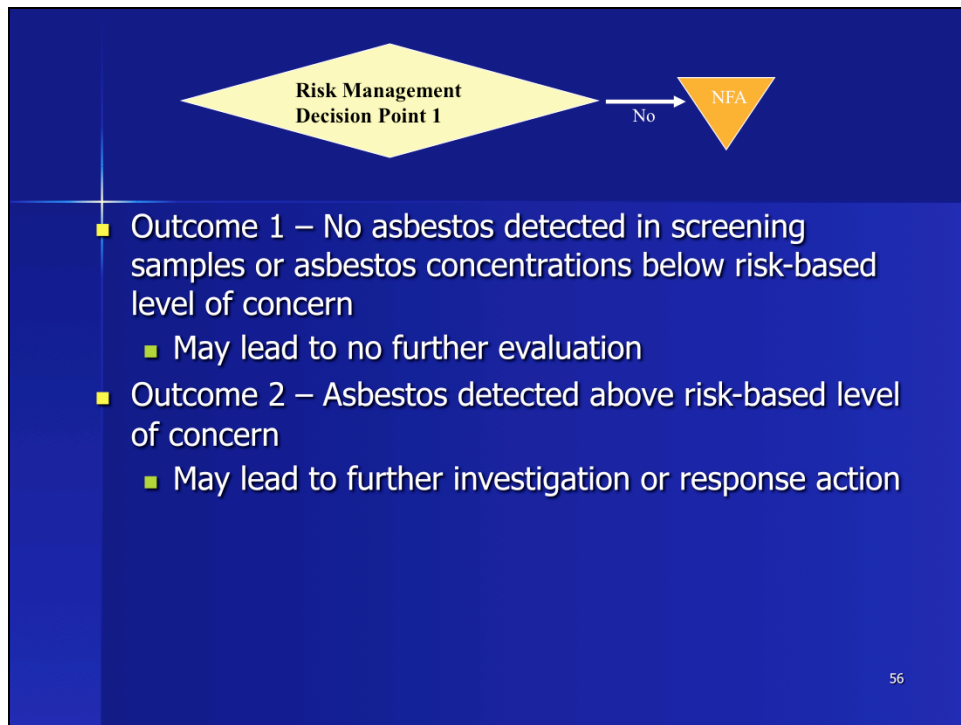 Risk Management
Decision Point 1
No
NFA
Outcome 1 – No asbestos detected in screening
samples or asbestos concentrations below risk-based
level of concern
May lead to no further evaluation
Outcome 2 – Asbestos detected above risk-based level
of concern
May lead to further investigation or response action
56